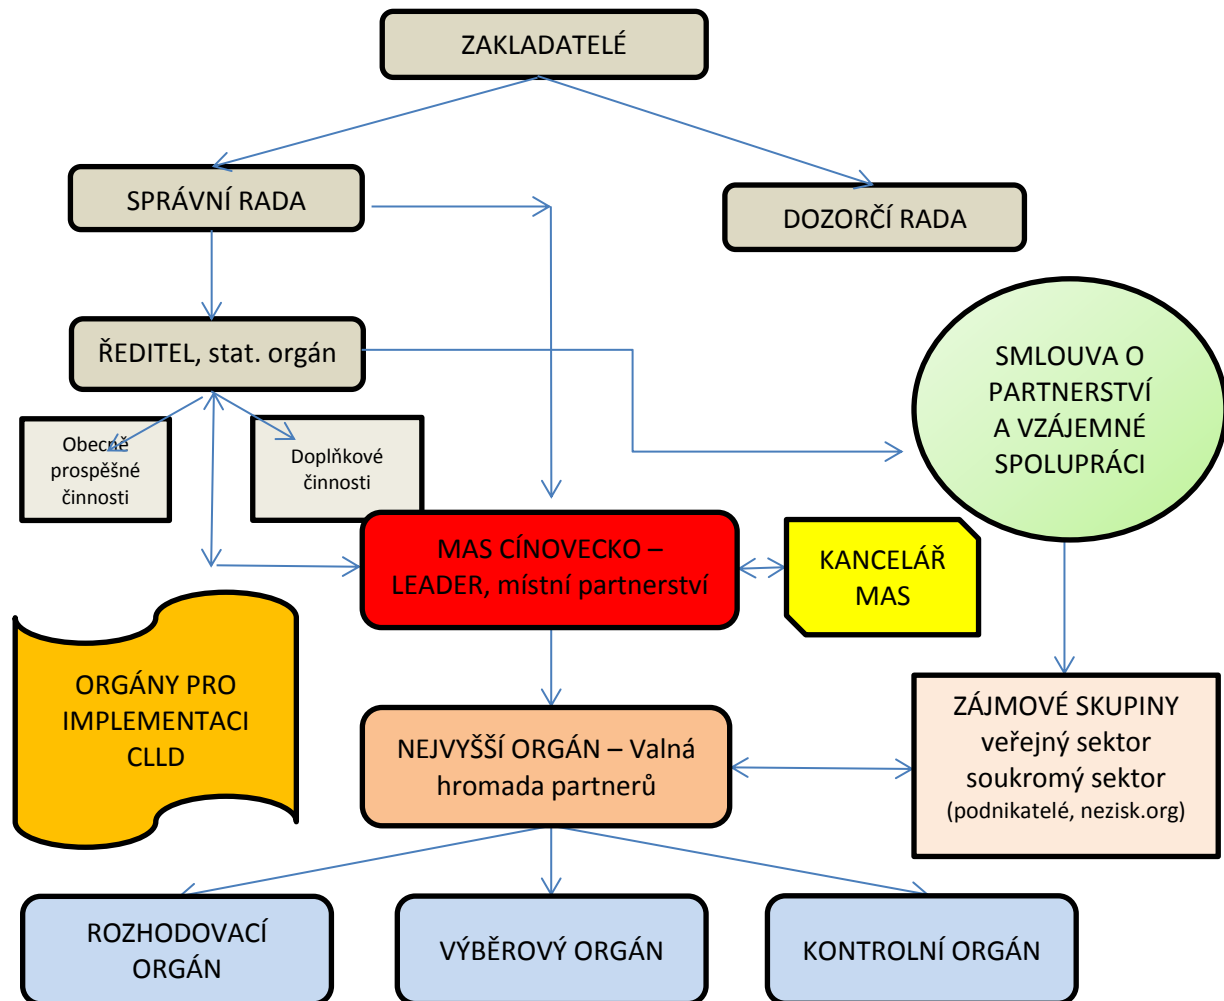 ZAKLADATELÉ
SPRÁVNÍ RADA
DOZORČÍ RADA
ŘEDITEL, stat. orgán
SMLOUVA O
PARTNERSTVÍ
A VZÁJEMNÉ
SPOLUPRÁCI
Obecně
prospěšné
činnosti
Doplňkové
činnosti
MAS CÍNOVECKO –
LEADER, místní partnerství
KANCELÁŘ
MAS
ORGÁNY PRO
IMPLEMENTACI
CLLD
NEJVYŠŠÍ ORGÁN – Valná
hromada partnerů
ZÁJMOVÉ SKUPINY
veřejný sektor
soukromý sektor
(podnikatelé, nezisk.org)
ROZHODOVACÍ
ORGÁN
VÝBĚROVÝ ORGÁN
KONTROLNÍ ORGÁN